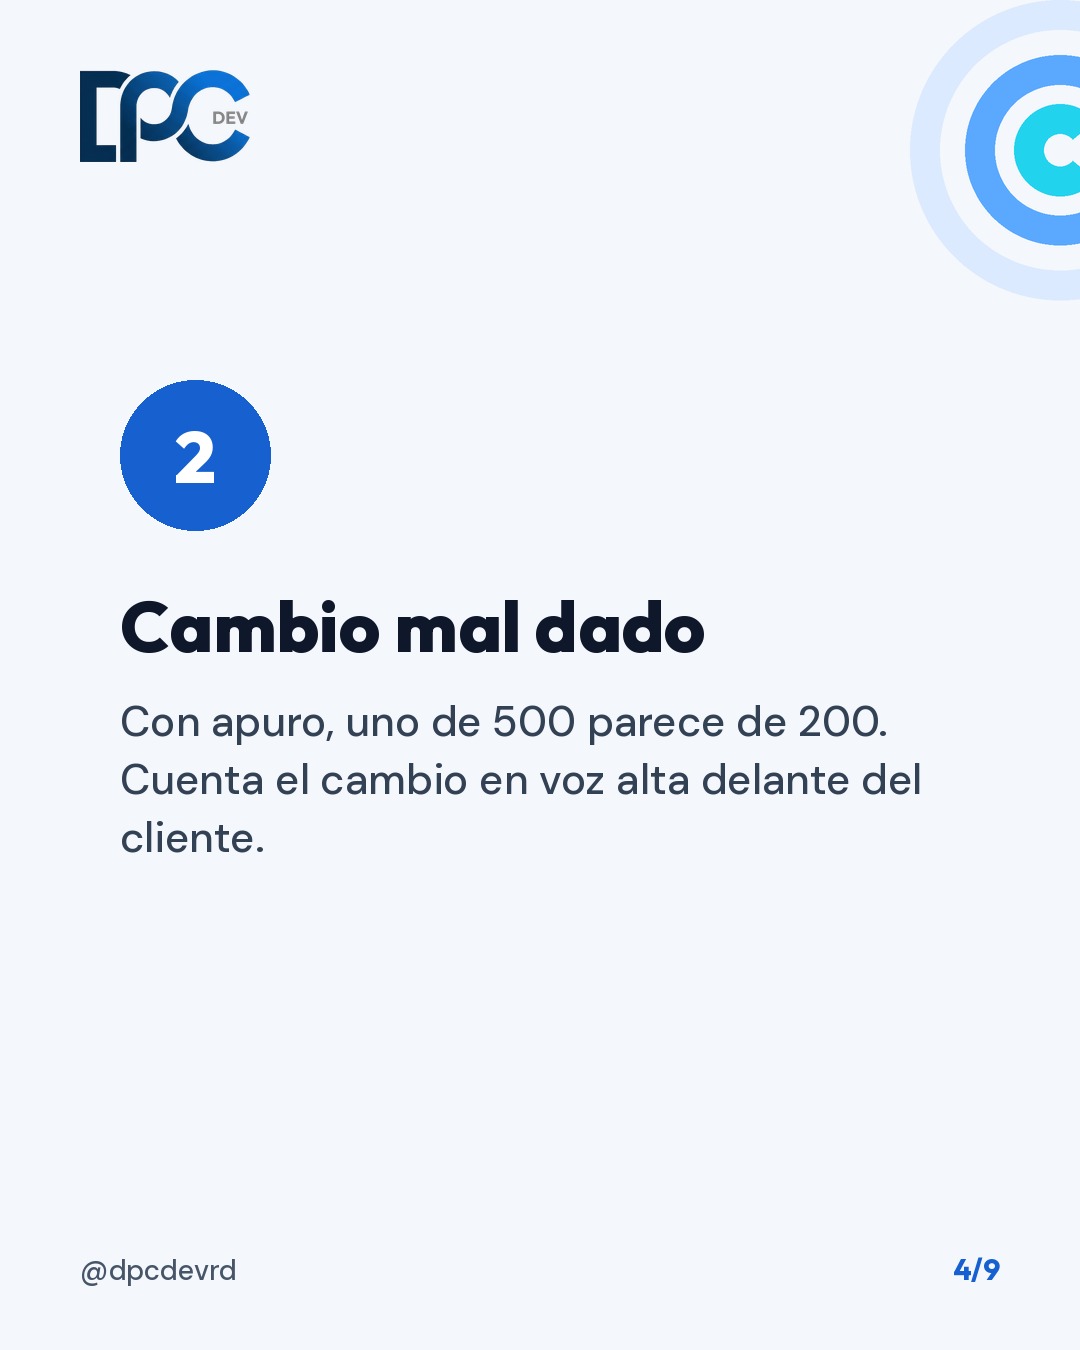 DPC DEV
2
Cambio mal dado
Con apuro, uno de 500 parece de 200.
Cuenta el cambio en voz alta delante del
cliente.
@dpcdevrd
4/9